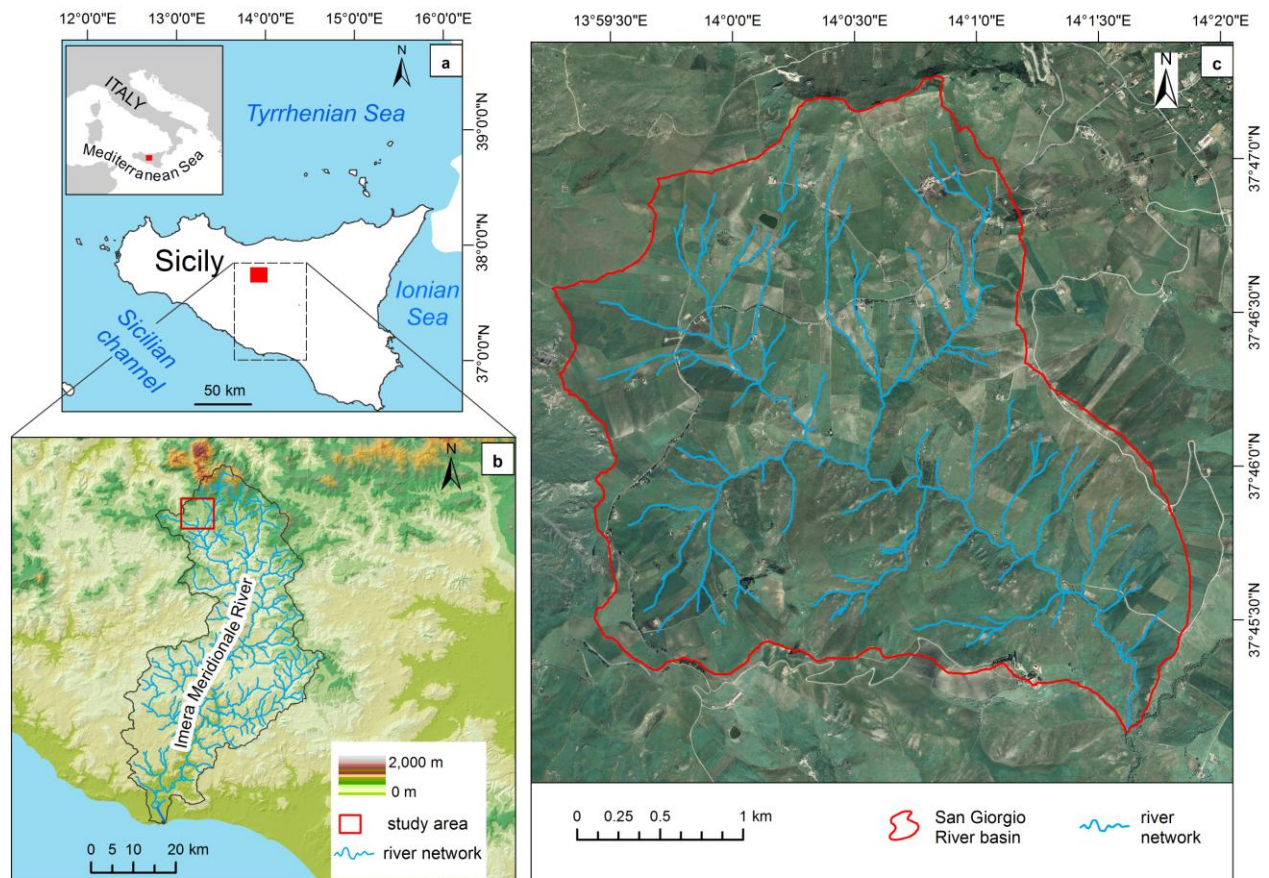 12°0'0"E 13°0'0"E 14°0'0"E 15°0'0"E 16°0'0"E
a
N
ITALY
Mediterranean Sea
Tyrrhenian Sea
Sicily
Ionian
Sea
Sicilian
channel
50 km
39°0'0"N
38°0'0"N
37°0'0"N
b
N
Imera Meridionale River
2,000 m
0 m
study area
river network
0 5 10 20 km
13°59'30"E 14°0'0"E 14°0'30"E 14°1'0"E 14°1'30"E 14°2'0"E
c
N
37°47'0"N
37°46'30"N
37°46'0"N
37°45'30"N
0 0.25 0.5 1 km
San Giorgio
River basin
river
network